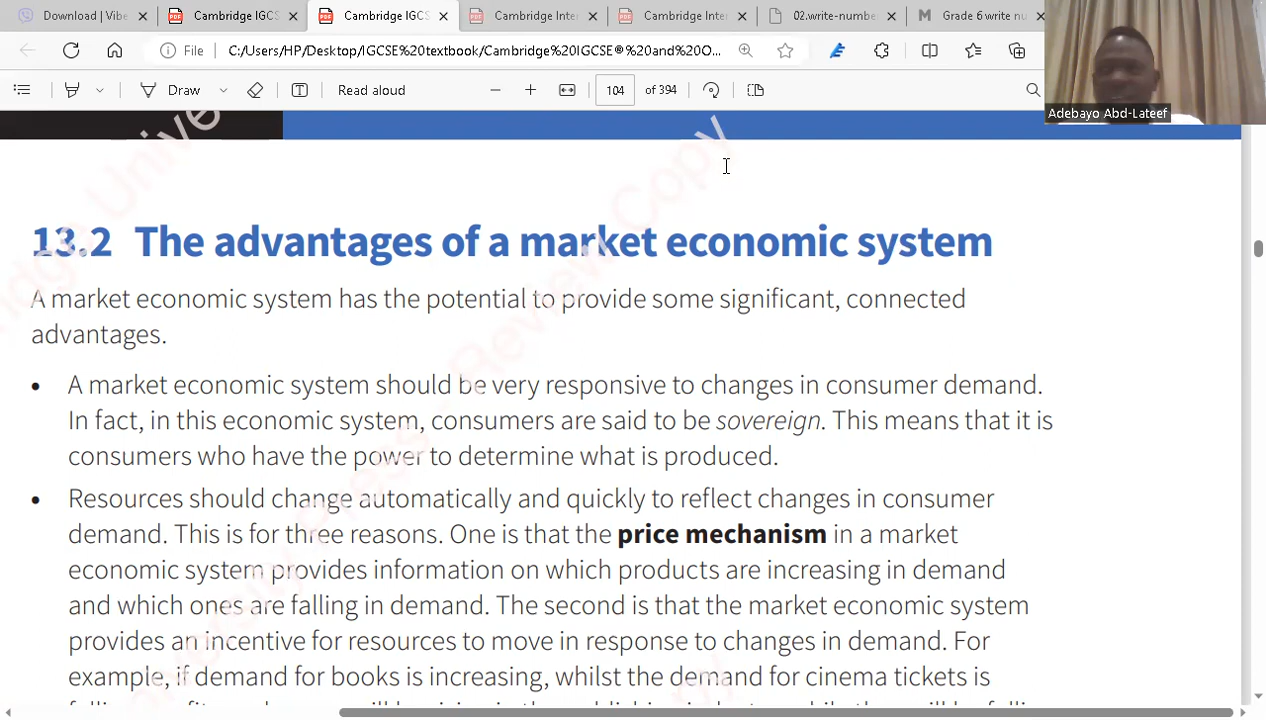 Download | Vibe
Cambridge IGCS
Cambridge IGCS
Cambridge Inte
Cambridge Inte
02.write-numbe
Grade 6 write nu
File
C:/Users/HP/Desktop/IGCSE%20textbook/Cambridge%20IGCSE®%20and%20O...
Draw
Read aloud
104 of 394
Adebayo Abd-Lateef
13.2 The advantages of a market economic system
A market economic system has the potential to provide some significant, connected
advantages.
• A market economic system should be very responsive to changes in consumer demand.
In fact, in this economic system, consumers are said to be sovereign. This means that it is
consumers who have the power to determine what is produced.
• Resources should change automatically and quickly to reflect changes in consumer
demand. This is for three reasons. One is that the price mechanism in a market
economic system provides information on which products are increasing in demand
and which ones are falling in demand. The second is that the market economic system
provides an incentive for resources to move in response to changes in demand. For
example, if demand for books is increasing, whilst the demand for cinema tickets is